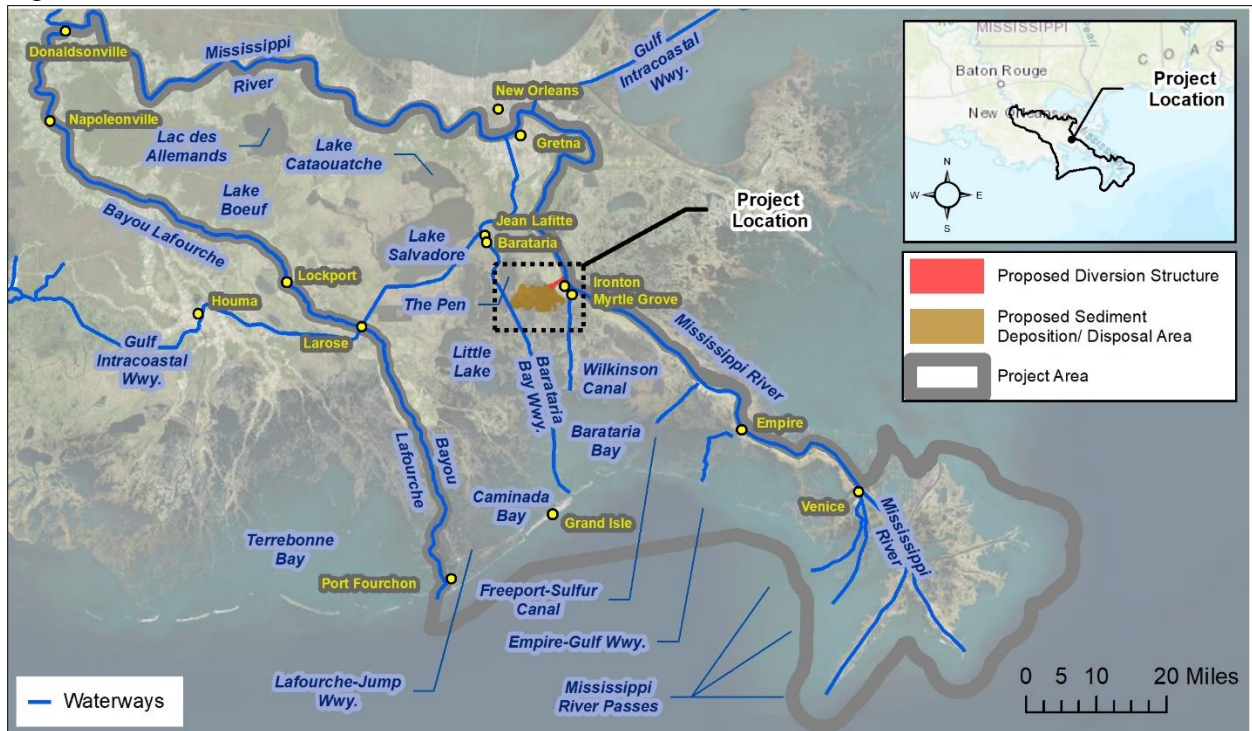 Donaldsonville
Mississippi
River
Gulf
Intracoastal
Wwy.
New Orleans
Napoleonville
Lac des
Allemands
Lake
Cataouatche
Gretna
Lake
Boeuf
Project
Location
Bayou Lafourche
Jean Lafitte
Barataria
Lake
Salvadore
Lockport
Ironton
Myrtle Grove
The Pen
Houma
Larose
Gulf
Intracoastal
Wwy.
Little
Lake
Barataria
Bay Wwy.
Wilkinson
Canal
Mississippi River
Barataria
Bay
Empire
Bayou
Lafourche
Caminada
Bay
Grand Isle
Venice
Mississippi
River
Terrebonne
Bay
Port Fourchon
Freeport-Sulfur
Canal
Empire-Gulf Wwy.
Lafourche-Jump
Wwy.
Mississippi
River Passes
Waterways
0 5 10 20 Miles
MISSISSIPPI
Pearl
COAS
Baton Rouge
New Orleans
Mississippi
Project
Location
N
W E
S
Proposed Diversion Structure
Proposed Sediment
Deposition/ Disposal Area
Project Area